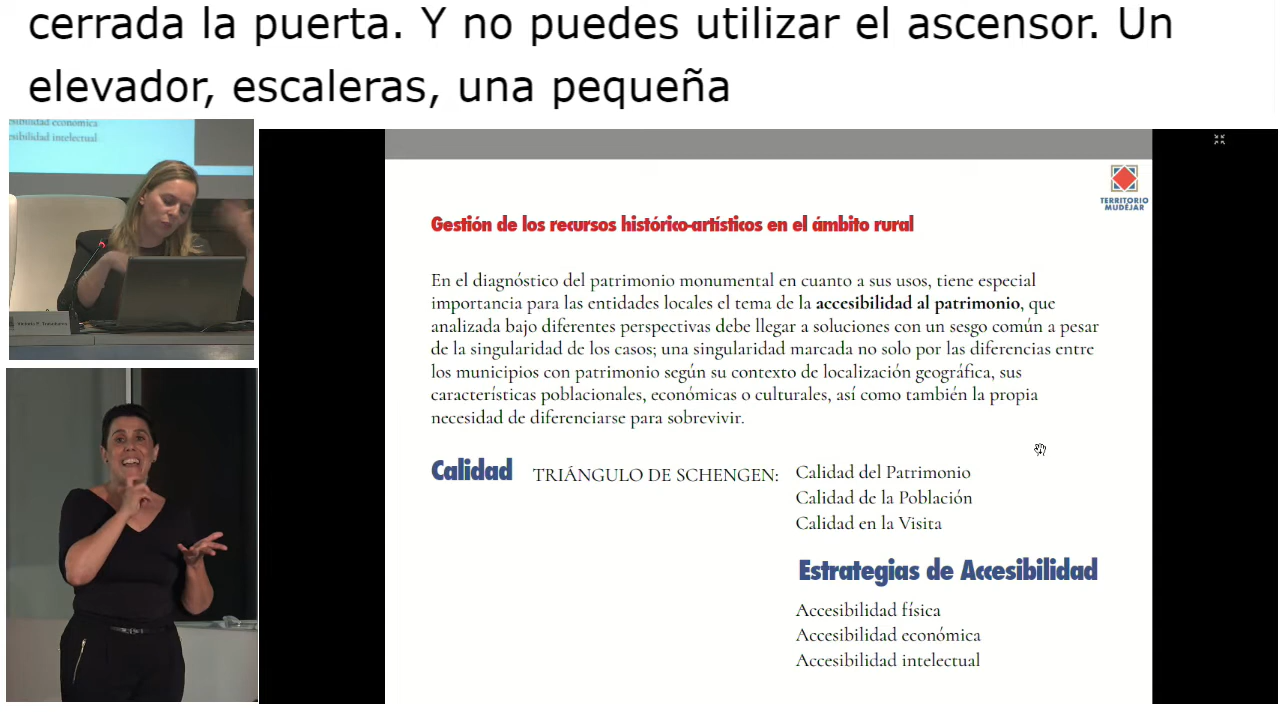 cerrada la puerta. Y no puedes utilizar el ascensor. Un
elevador, escaleras, una pequeña
esibilidad económica
esibilidad intelectual
TERRITORIO
MUDÉJAR
Gestión de los recursos histórico-artísticos en el ámbito rural
En el diagnóstico del patrimonio monumental en cuanto a sus usos, tiene especial
importancia para las entidades locales el tema de la accesibilidad al patrimonio, que
analizada bajo diferentes perspectivas debe llegar a soluciones con un sesgo común a pesar
de la singularidad de los casos; una singularidad marcada no solo por las diferencias entre
los municipios con patrimonio según su contexto de localización geográfica, sus
características poblacionales, económicas o culturales, así como también la propia
necesidad de diferenciarse para sobrevivir.
Calidad TRIÁNGULO DE SCHENGEN: Calidad del Patrimonio
Calidad de la Población
Calidad en la Visita
Estrategias de Accesibilidad
Accesibilidad física
Accesibilidad económica
Accesibilidad intelectual